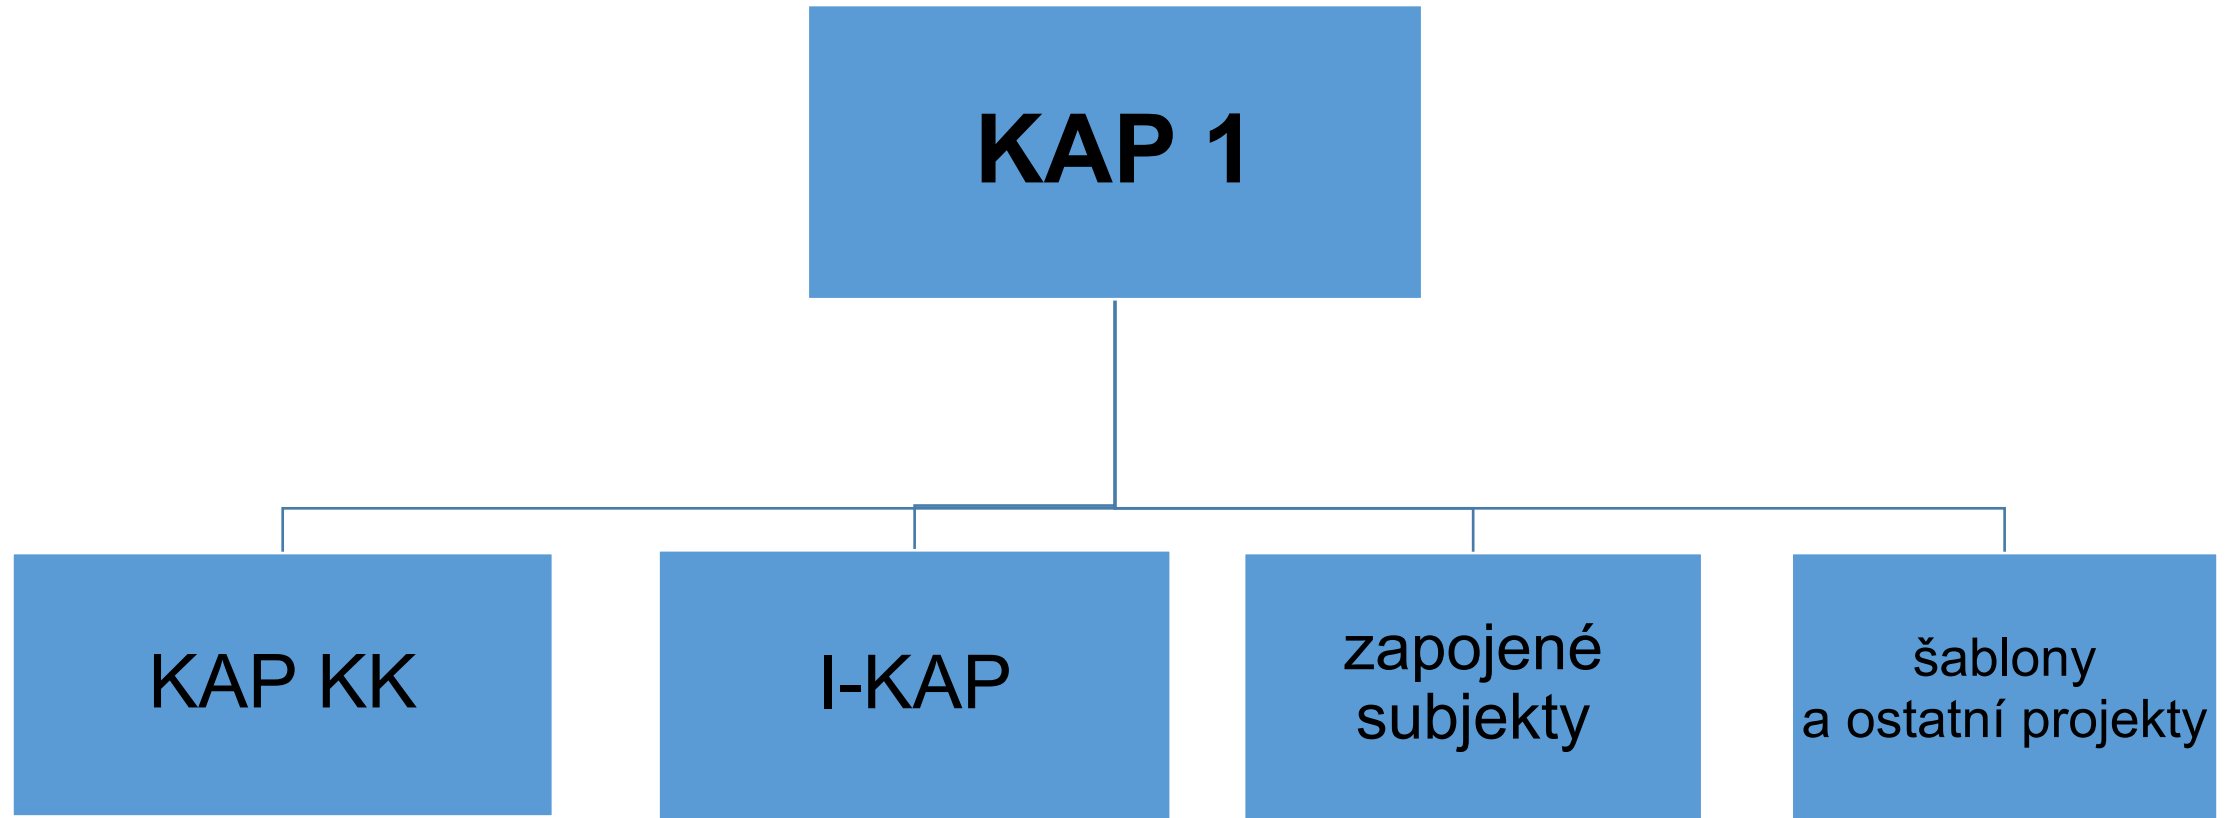 KAP 1
KAP KK
I-KAP
zapojené
subjekty
šablony
a ostatní projekty